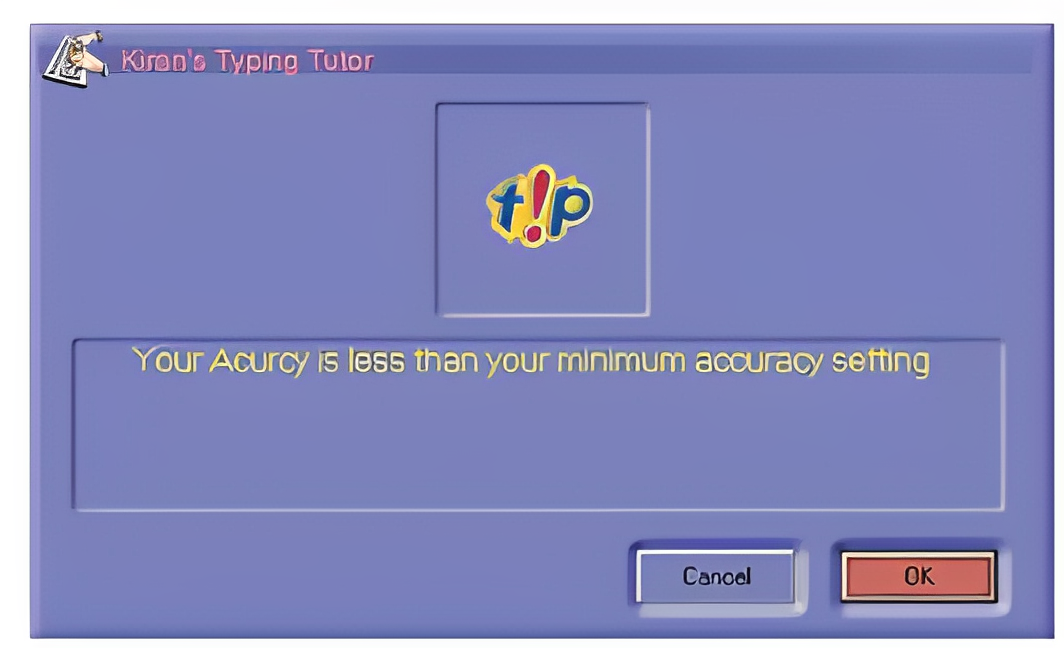 Kiran's Typing Tutor
t!p
Your Acurcy is less than your minimum accuracy setting
Cancel
OK